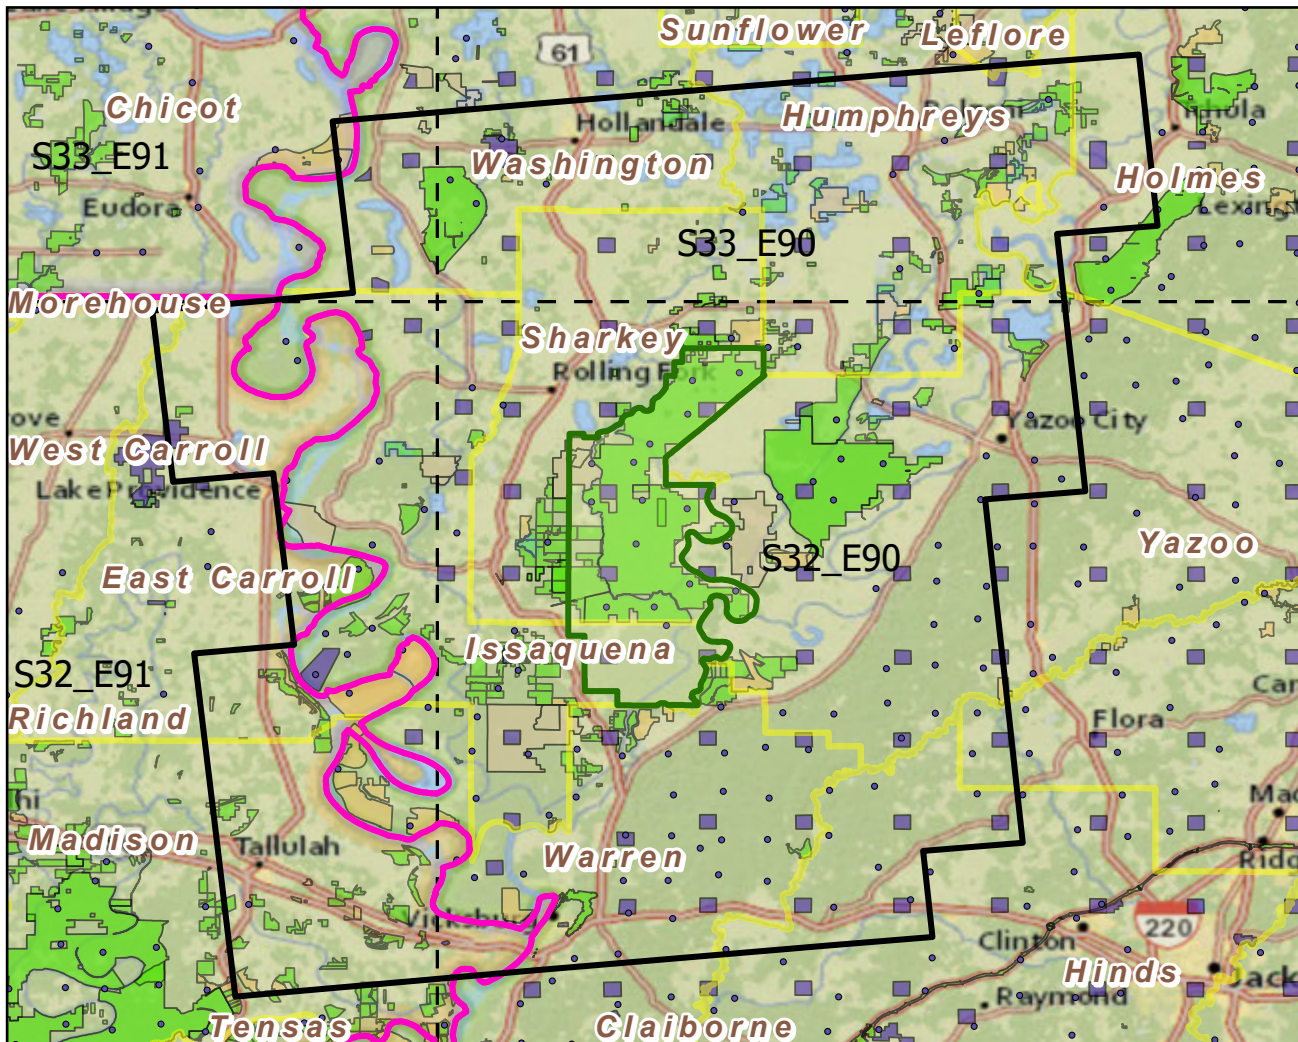 Sunflower
Leflore
61
Chicot
Hollandale
Humphreys
S33_E91
Washington
Holmes
Eudora
S33_E90
Morehouse
Sharkey
Rolling Fork
Yazoo City
West Carroll
Lake Providence
Yazoo
S32_E90
East Carroll
Issaquena
S32_E91
Richland
Flora
Madison
Tallulah
Warren
Vicksburg
220
Clinton
Hinds
Raymond
Tensas
Claiborne